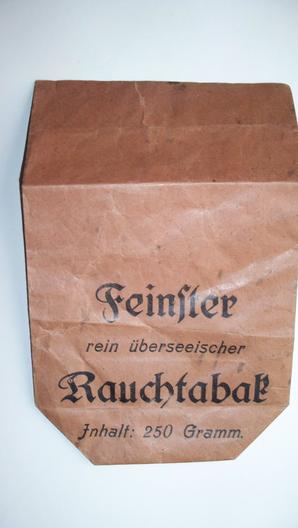 Feinſter
rein überseeischer
Rauchtabak
Inhalt: 250 Gramm.